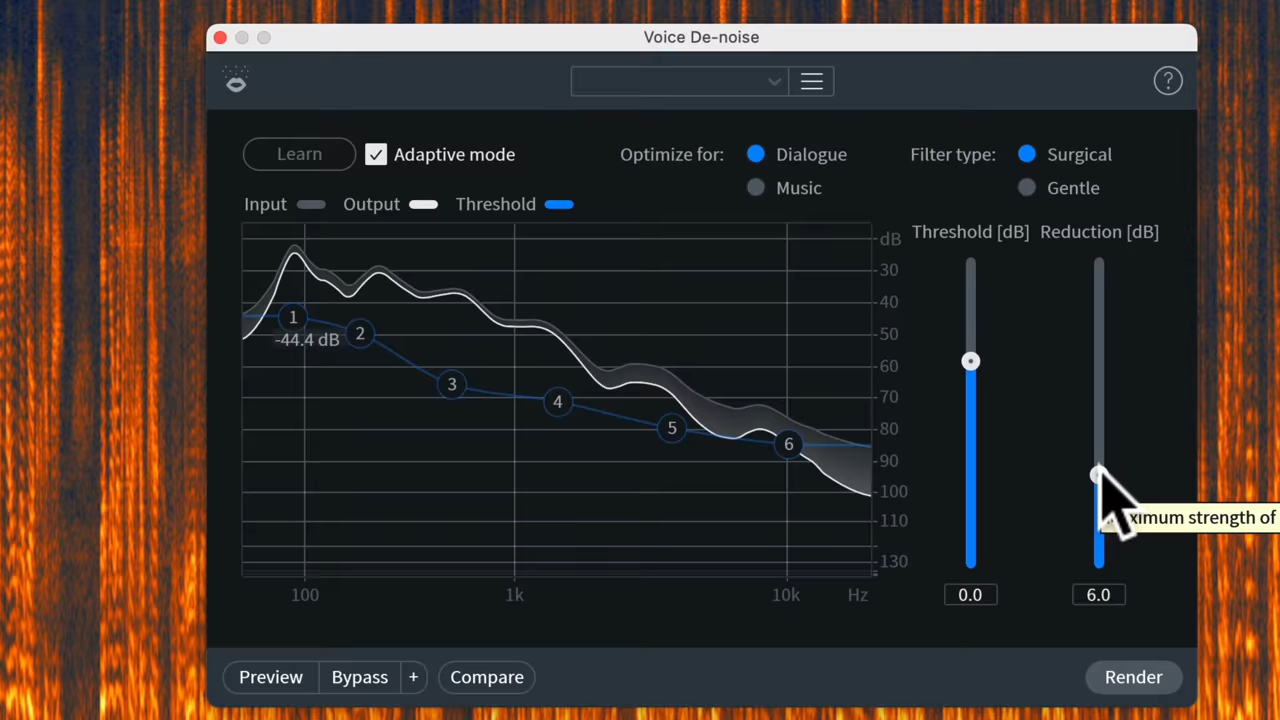 Voice De-noise
?
Learn Adaptive mode Optimize for: Dialogue Filter type: Surgical
Music Gentle
Input Output Threshold
Threshold [dB] Reduction [dB]
dB
30
40
50
60
70
80
90
100
110
130
1
-44.4 dB
2
3
4
5
6
100 1k 10k Hz
0.0 6.0
strength of
Preview Bypass + Compare Render